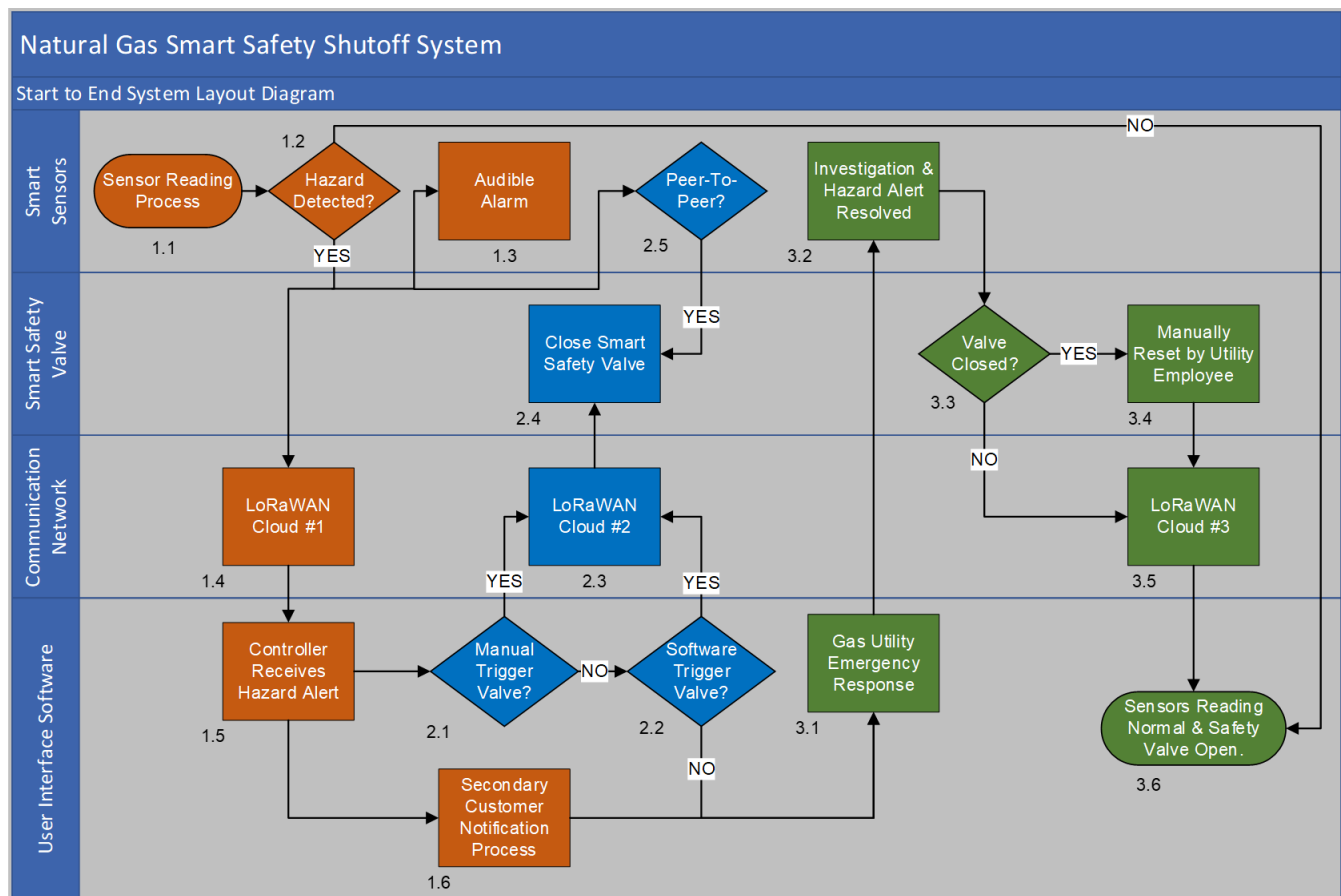 Natural Gas Smart Safety Shutoff System
Start to End System Layout Diagram
Smart
Sensors
1.2
NO
Sensor Reading
Process
1.1
Hazard
Detected?
YES
Audible
Alarm
1.3
Peer-To-
Peer?
2.5
Investigation &
Hazard Alert
Resolved
3.2
Smart Safety
Valve
Close Smart
Safety Valve
YES
2.4
Valve
Closed?
3.3
YES
Manually
Reset by Utility
Employee
3.4
Communication
Network
LoRaWAN
Cloud #1
1.4
LoRaWAN
Cloud #2
2.3
YES
YES
NO
LoRaWAN
Cloud #3
3.5
User Interface Software
Controller
Receives
Hazard Alert
1.5
Manual
Trigger
Valve?
2.1
NO
Software
Trigger
Valve?
2.2
NO
Gas Utility
Emergency
Response
3.1
Sensors Reading
Normal & Safety
Valve Open.
3.6
Secondary
Customer
Notification
Process
1.6